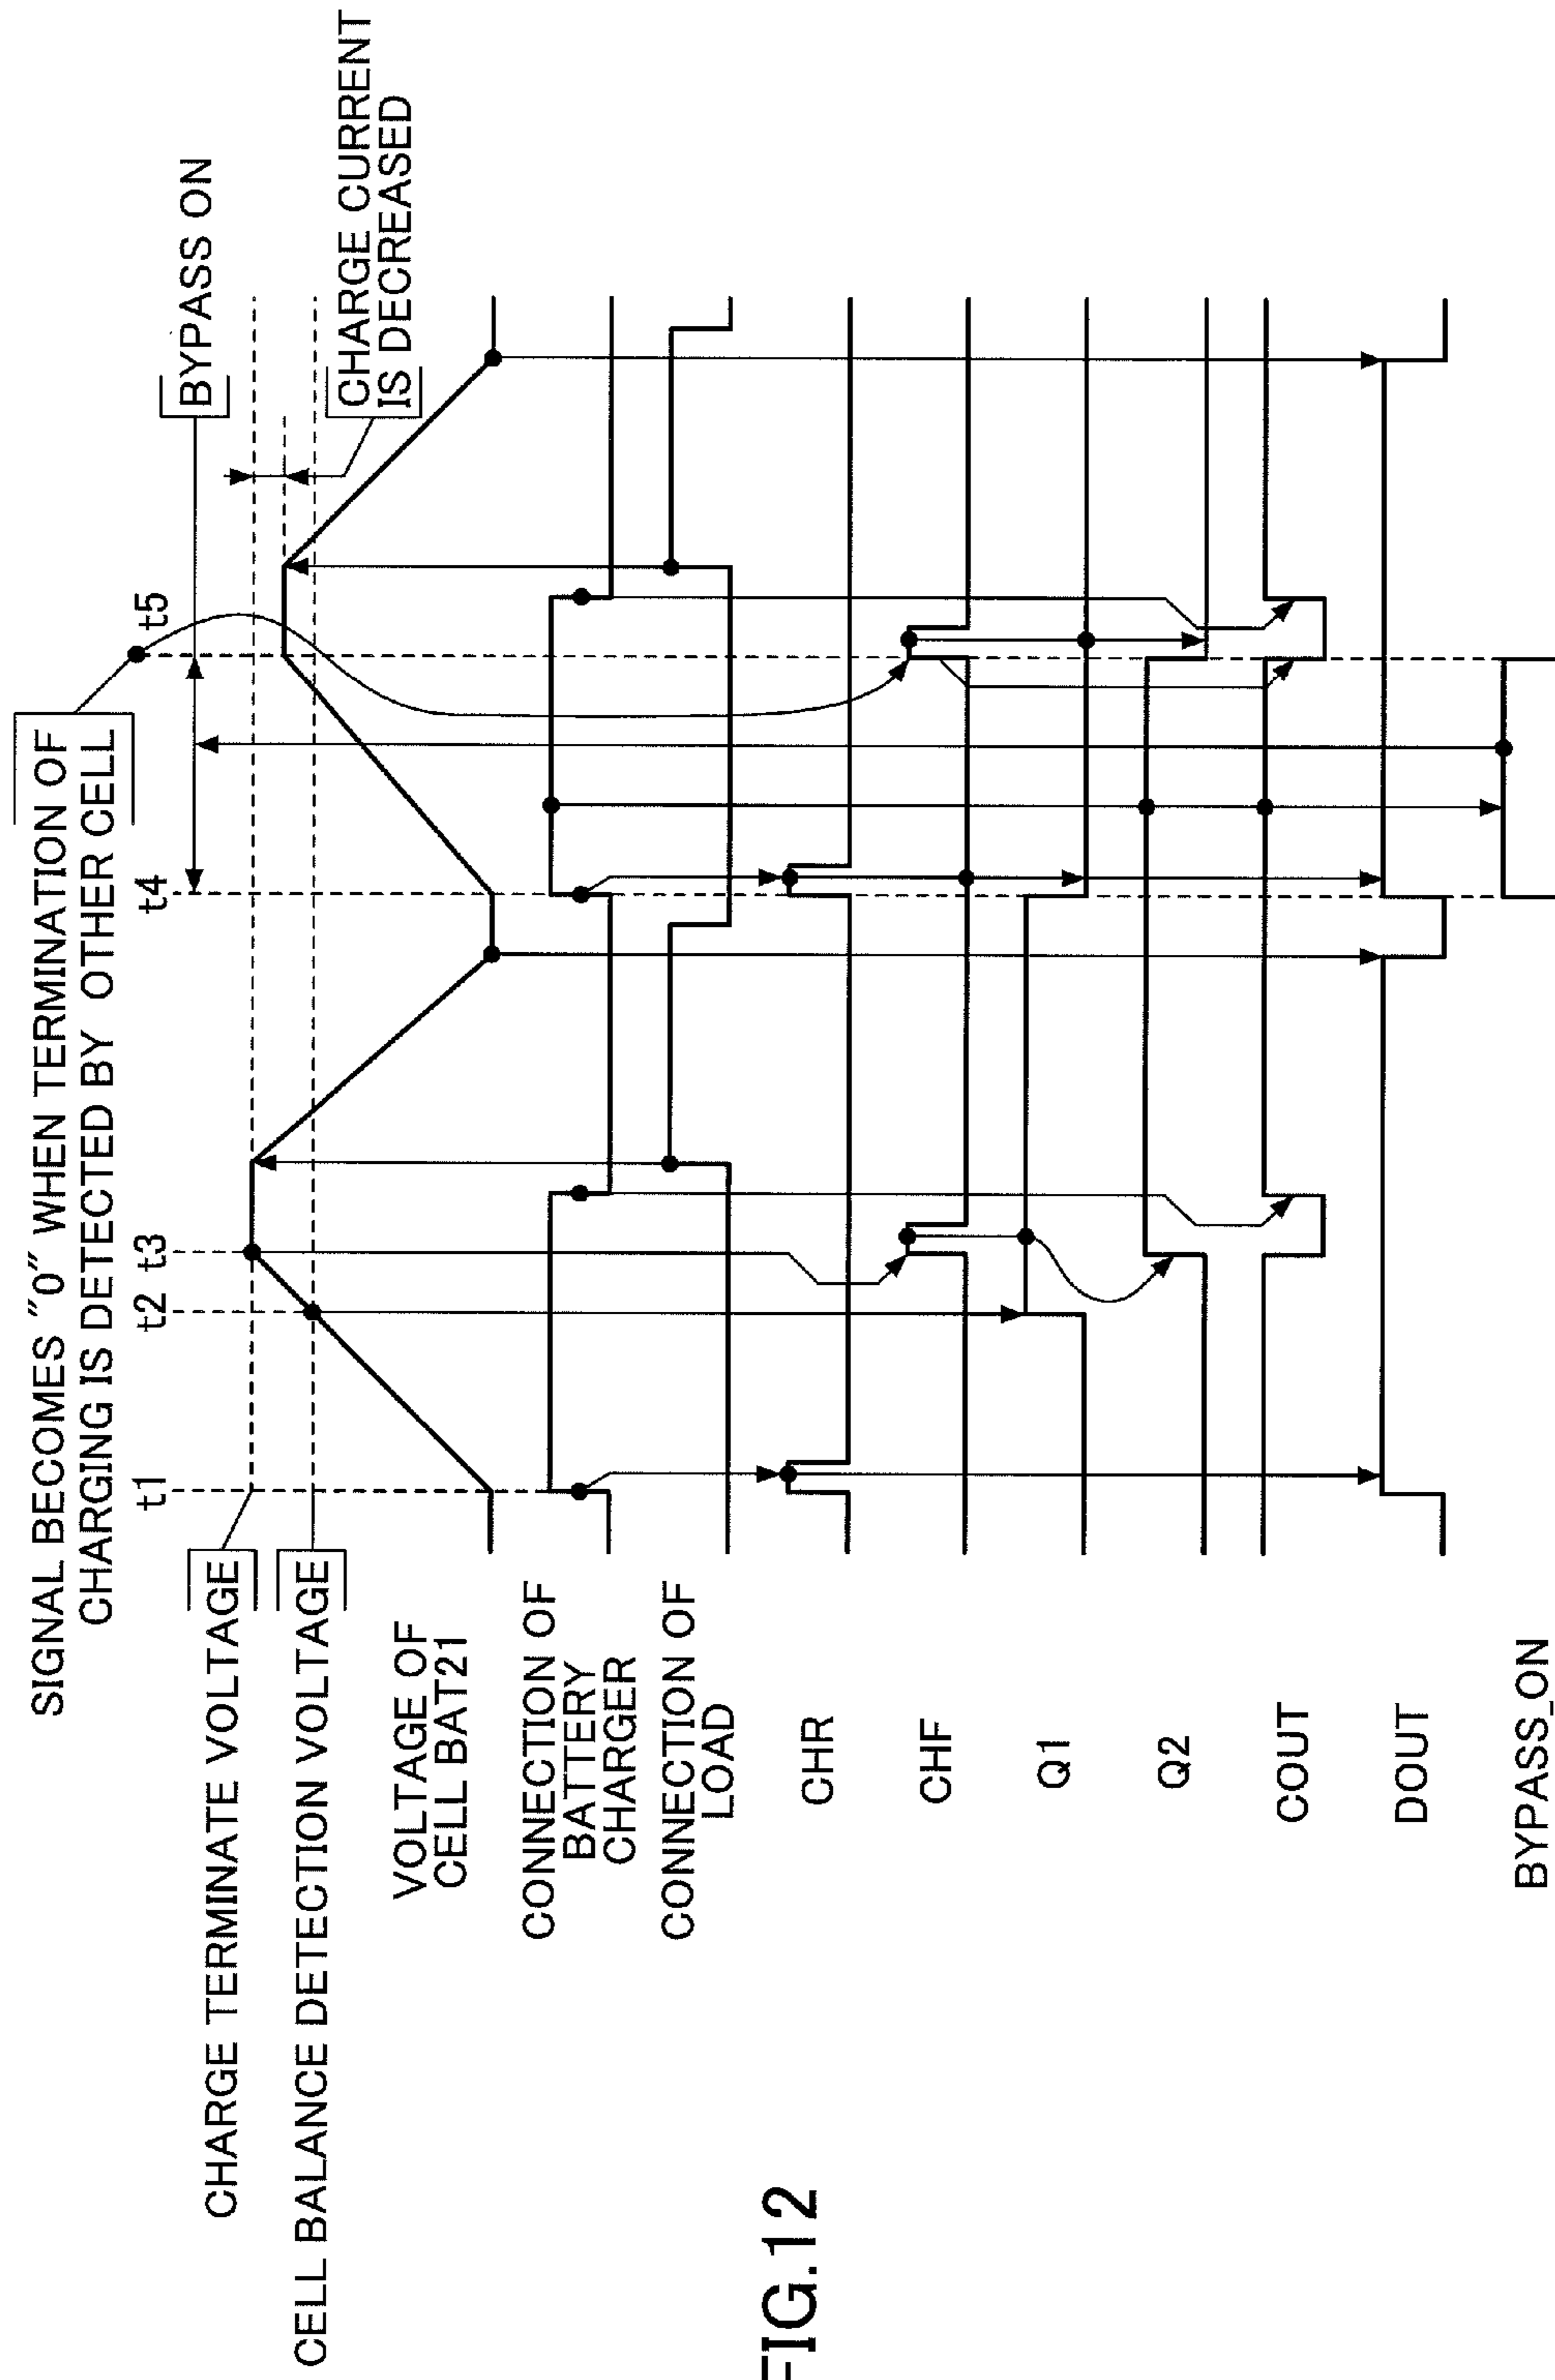 FIG.12
SIGNAL BECOMES "0" WHEN TERMINATION OF
CHARGING IS DETECTED BY OTHER CELL
BYPASS ON
CHARGE CURRENT
IS DECREASED
t1
t2
t3
t4
t5
CHARGE TERMINATE VOLTAGE
CELL BALANCE DETECTION VOLTAGE
VOLTAGE OF
CELL BAT21
CONNECTION OF
BATTERY
CHARGER
CONNECTION OF
LOAD
CHR
CHF
Q1
Q2
COUT
DOUT
BYPASS_ON